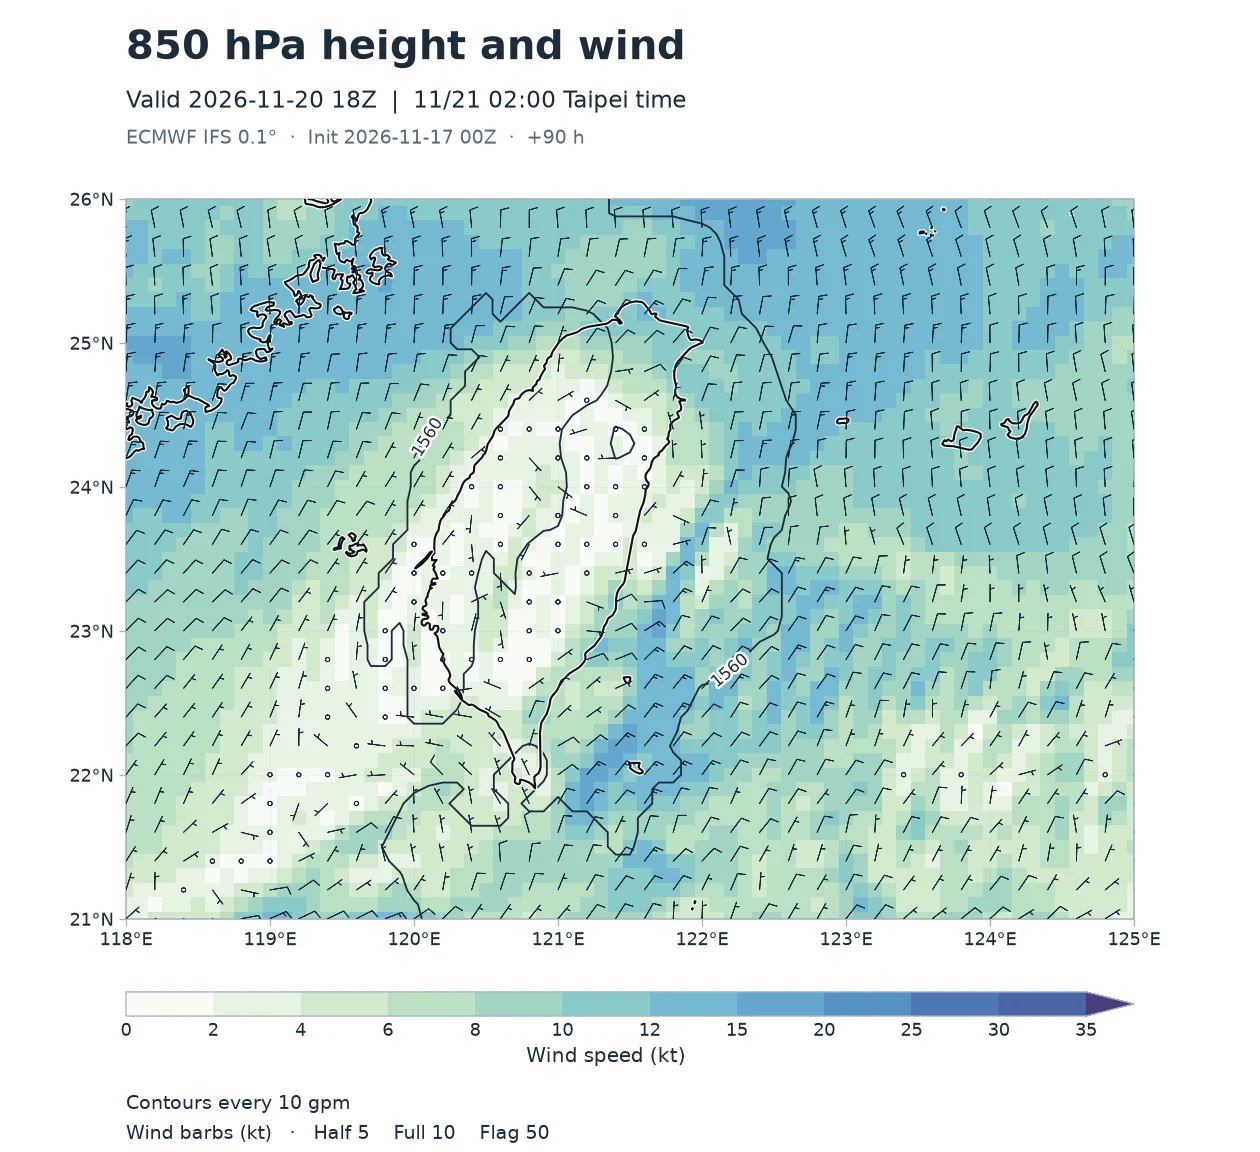 850 hPa height and wind
Valid 2026-11-20 18Z | 11/21 02:00 Taipei time
ECMWF IFS 0.1° · Init 2026-11-17 00Z · +90 h
26°N
25°N
24°N
23°N
22°N
21°N
1560
1560
118°E 119°E 120°E 121°E 122°E 123°E 124°E 125°E
0 2 4 6 8 10 12 15 20 25 30 35
Wind speed (kt)
Contours every 10 gpm
Wind barbs (kt) · Half 5 Full 10 Flag 50